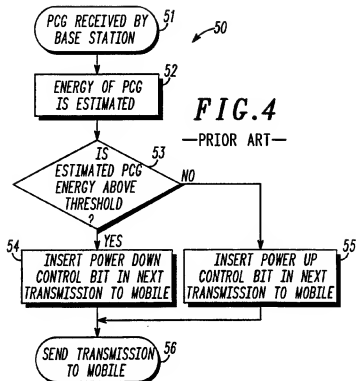 PCG RECEIVED BY
BASE STATION
51
50
ENERGY OF PCG
IS ESTIMATED
52
FIG.4
—PRIOR ART—
IS
ESTIMATED PCG
ENERGY ABOVE
THRESHOLD
?
53
NO
YES
54
INSERT POWER DOWN
CONTROL BIT IN NEXT
TRANSMISSION TO MOBILE
INSERT POWER UP
CONTROL BIT IN NEXT
TRANSMISSION TO MOBILE
55
SEND TRANSMISSION
TO MOBILE
56